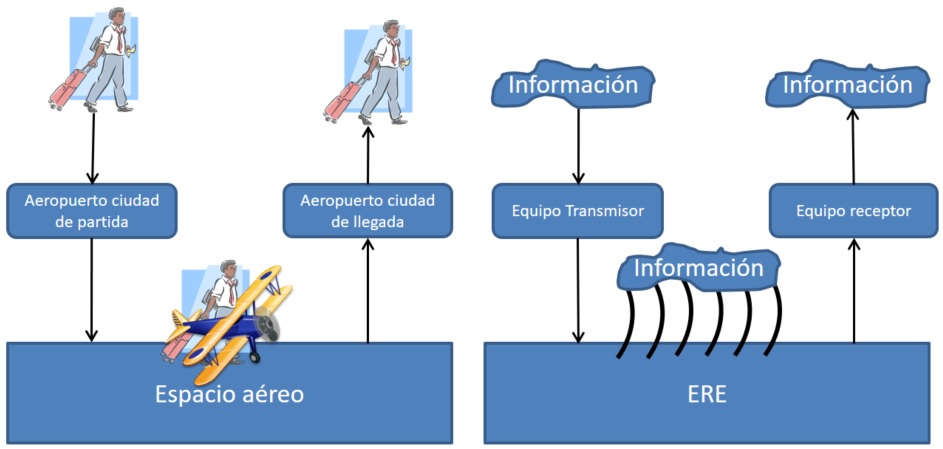 Aeropuerto ciudad
de partida
Aeropuerto ciudad
de llegada
Espacio aéreo
Información
Información
Equipo Transmisor
Equipo receptor
Información
ERE